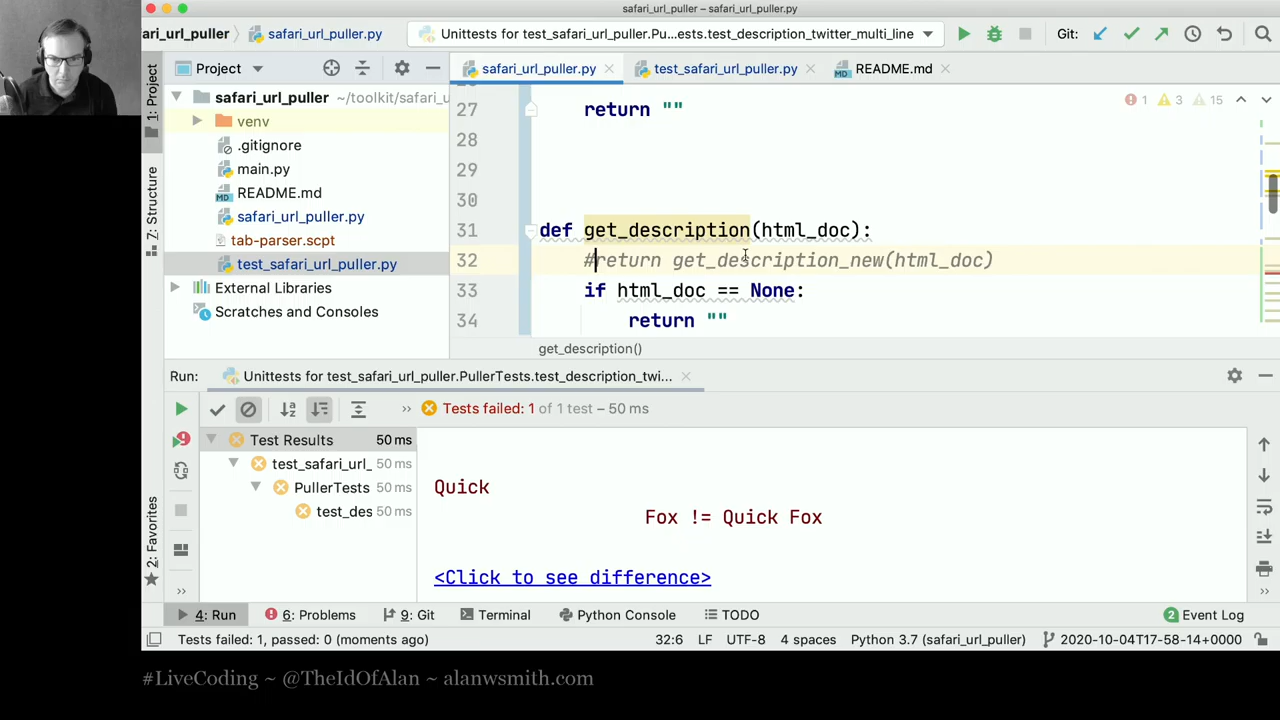 safari_url_puller – safari_url_puller.py
ari_url_puller
safari_url_puller.py
Unittests for test_safari_url_puller.Pu...ests.test_description_twitter_multi_line
Git:
1: Project
7: Structure
2: Favorites
Project
safari_url_puller ~/toolkit/safari_u
venv
.gitignore
main.py
README.md
safari_url_puller.py
tab-parser.scpt
test_safari_url_puller.py
External Libraries
Scratches and Consoles
safari_url_puller.py
test_safari_url_puller.py
README.md
1 3 15
27 return ""
28
29
30
31 def get_description(html_doc):
32 #return get_description_new(html_doc)
33 if html_doc == None:
34 return ""
get_description()
Run: Unittests for test_safari_url_puller.PullerTests.test_description_twi...
Tests failed: 1 of 1 test – 50 ms
Test Results 50 ms
test_safari_url_ 50 ms
PullerTests 50 ms
test_des 50 ms
Quick
Fox != Quick Fox
<Click to see difference>
4: Run
6: Problems
9: Git
Terminal
Python Console
TODO
2 Event Log
Tests failed: 1, passed: 0 (moments ago)
32:6 LF UTF-8 4 spaces Python 3.7 (safari_url_puller) 2020-10-04T17-58-14+0000
#LiveCoding ~ @TheIdOfAlan ~ alanwsmith.com